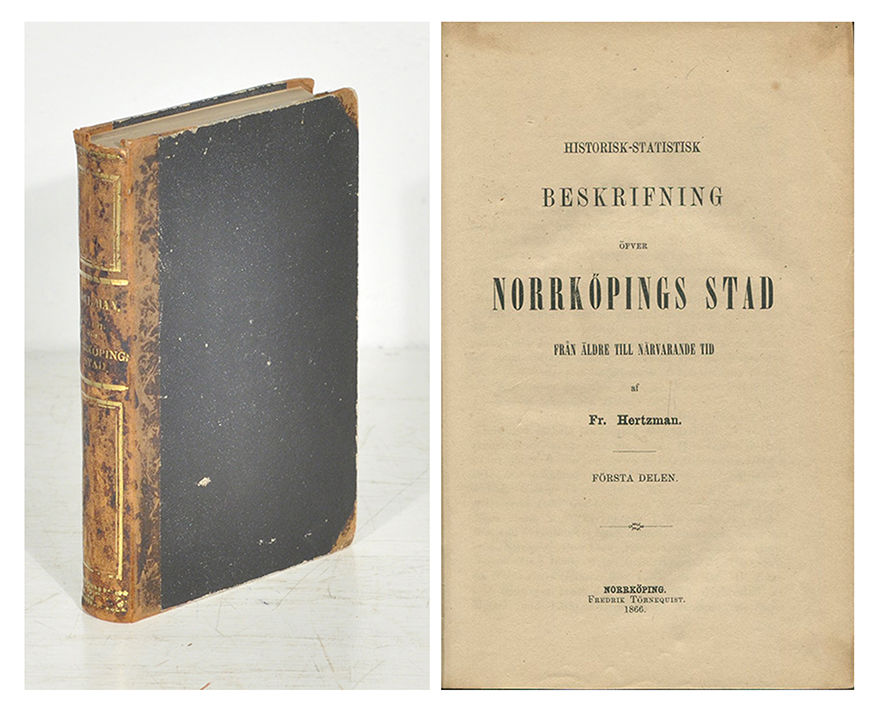 STAD.
HISTORISK-STATISTISK
BESKRIFNING
ÖFVER
NORRKÖPINGS STAD
FRÅN ÄLDRE TILL NÄRVARANDE TID
af
Fr. Hertzman.
FÖRSTA DELEN.
NORRKÖPING.
FREDRIK TÖRNEQUIST.
1866.